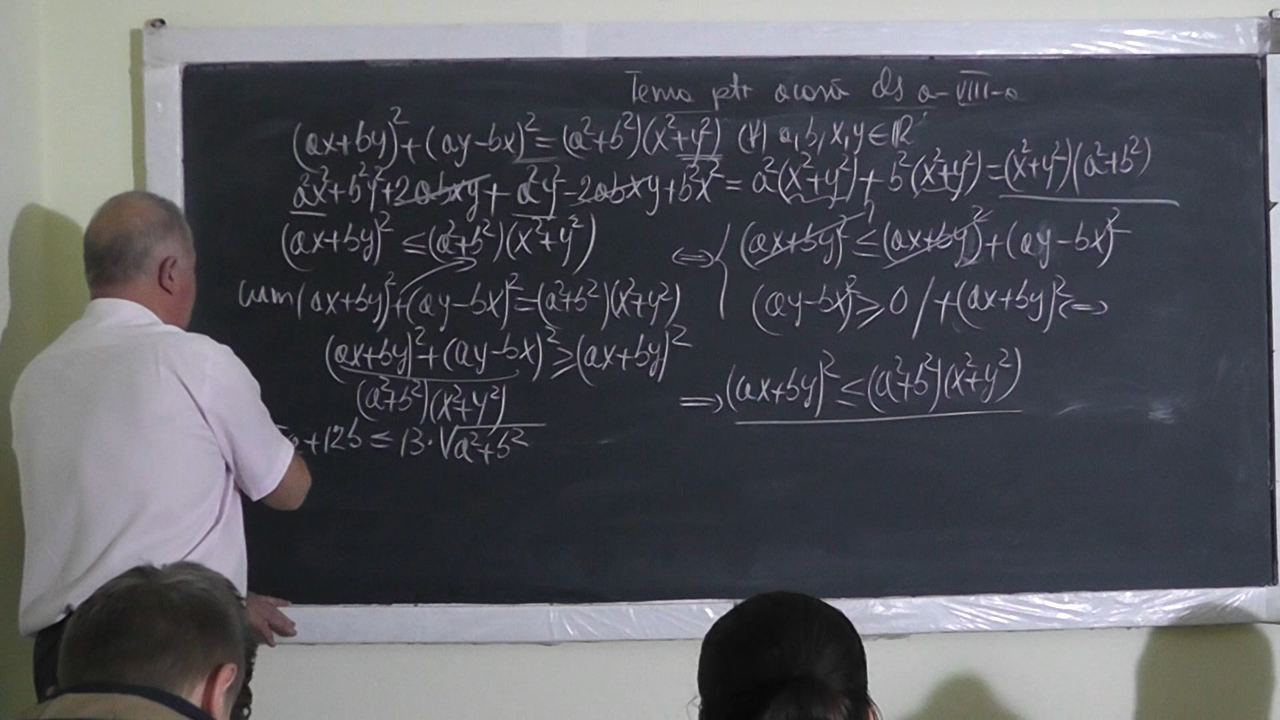 Tema ptr acasă cls a-VIII-a
(ax+by)²+(ay-bx)²=(a²+b²)(x²+y²) (∀) a,b,x,y∈ℝ
a²x²+b²y²+2abxy+a²y²-2abxy+b²x²=a²(x²+y²)+b²(x²+y²)=(x²+y²)(a²+b²)
(ax+by)²≤(a²+b²)(x²+y²) ⇔ { (ax+by)²≤(ax+by)²+(ay-bx)²
cum (ax+by)²+(ay-bx)²=(a²+b²)(x²+y²) (ay-bx)²≥0 /+(ax+by)² ⇔
(ax+by)²+(ay-bx)²≥(ax+by)²
(a²+b²)(x²+y²) ⇒ (ax+by)²≤(a²+b²)(x²+y²)
+12b≤13·√a²+b²